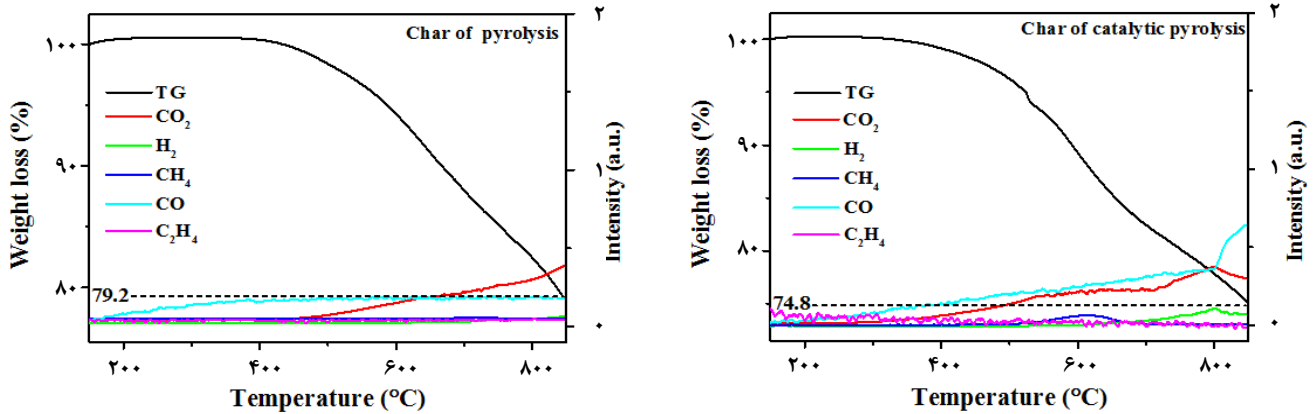 Char of pyrolysis
TG
CO₂
H₂
CH₄
CO
C₂H₄
79.2
Weight loss (%)
۱۰۰
۹۰
۸۰
Intensity (a.u.)
۲
۱
۰
۲۰۰
۴۰۰
۶۰۰
۸۰۰
Temperature (°C)
Char of catalytic pyrolysis
TG
CO₂
H₂
CH₄
CO
C₂H₄
74.8
Weight loss (%)
۱۰۰
۹۰
۸۰
Intensity (a.u.)
۲
۱
۰
۲۰۰
۴۰۰
۶۰۰
۸۰۰
Temperature (°C)